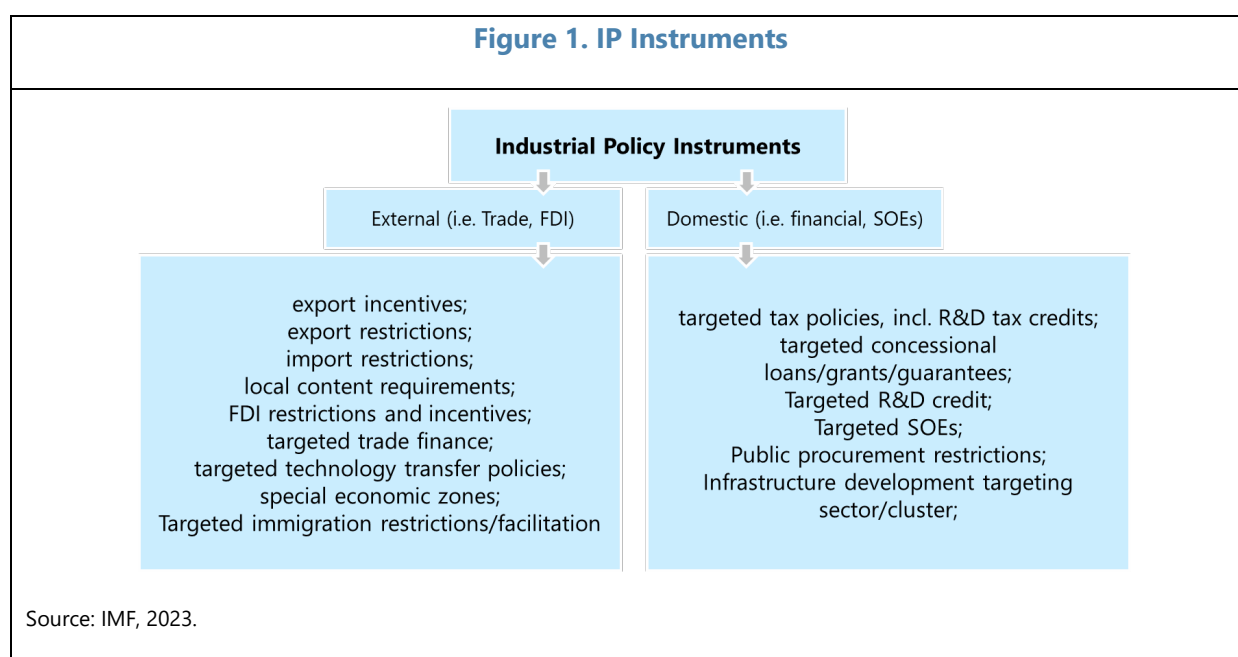 Figure 1. IP Instruments
Industrial Policy Instruments
External (i.e. Trade, FDI)
Domestic (i.e. financial, SOEs)
export incentives;
export restrictions;
import restrictions;
local content requirements;
FDI restrictions and incentives;
targeted trade finance;
targeted technology transfer policies;
special economic zones;
Targeted immigration restrictions/facilitation
targeted tax policies, incl. R&D tax credits;
targeted concessional
loans/grants/guarantees;
Targeted R&D credit;
Targeted SOEs;
Public procurement restrictions;
Infrastructure development targeting
sector/cluster;
Source: IMF, 2023.